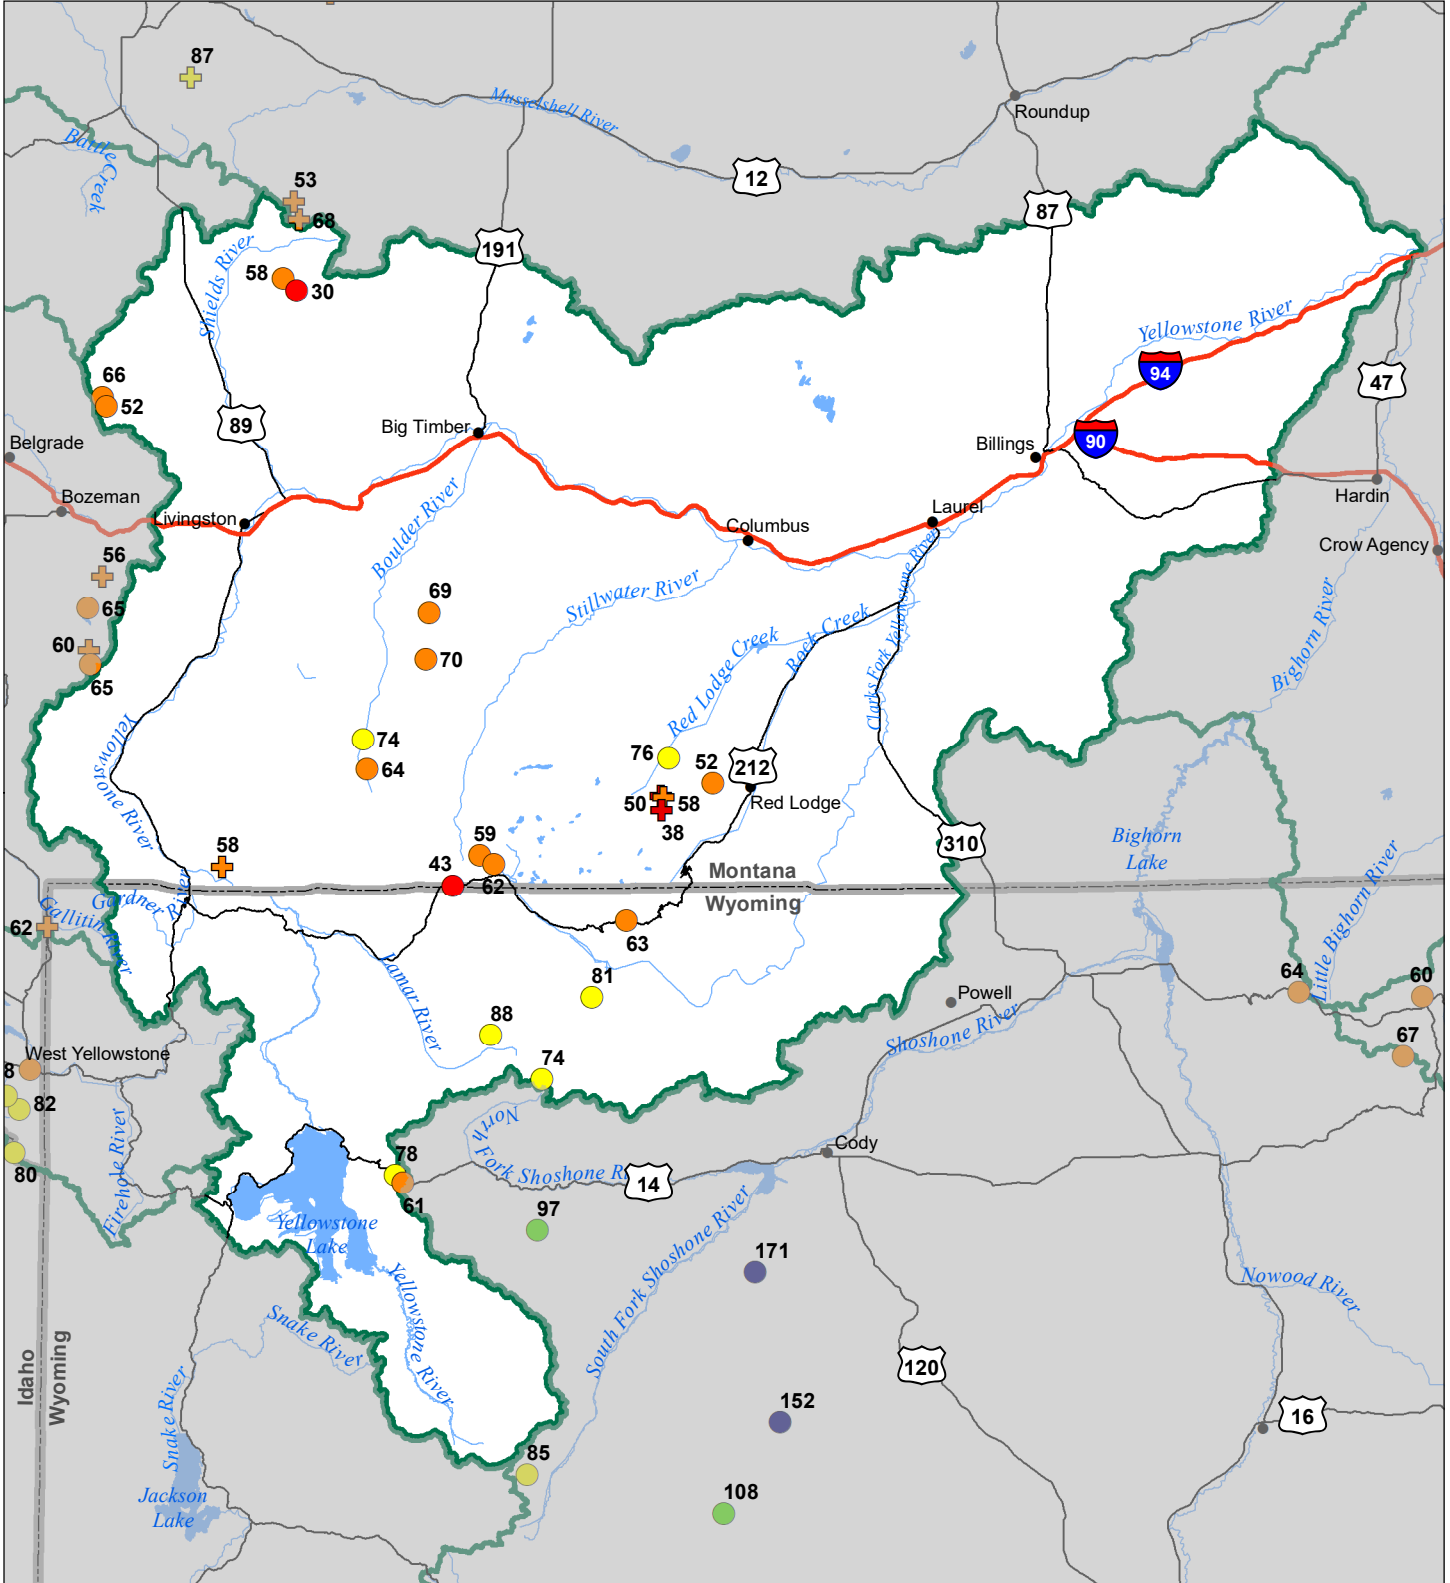 87
Musselshell River
Roundup
Battle
Creek
12
53
68
87
191
Shields River
58
30
Yellowstone River
94
66
52
47
89
Big Timber
90
Belgrade
Billings
Bozeman
Hardin
Livingston
Laurel
Columbus
Crow Agency
Boulder River
56
Stillwater River
69
65
Clarks Fork Yellowstone River
Rock Creek
Red Lodge Creek
Bighorn River
60
70
65
Yellowstone River
74
76
52
212
64
50
58
Red Lodge
38
59
58
310
Bighorn
Lake
43
62
Montana
Wyoming
Gardner River
Gallitin River
62
63
Little Bighorn River
Lamar River
81
64
60
Powell
88
Shoshone River
67
West Yellowstone
8
74
82
Firehole River
North
Fork Shoshone R
Cody
80
78
14
61
97
Yellowstone
Lake
South Fork Shoshone River
171
Yellowstone River
Nowood River
Snake River
Idaho
Wyoming
Snake River
120
152
16
85
Jackson
Lake
108